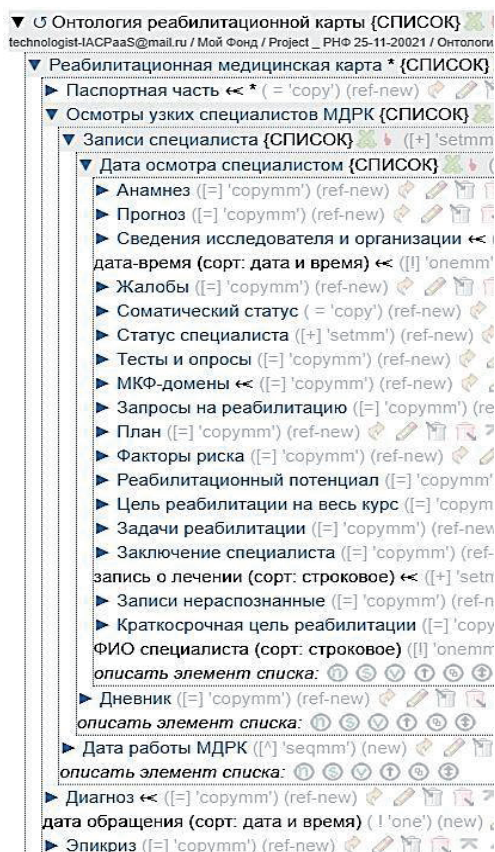 ▼ ↺ Онтология реабилитационной карты {СПИСОК}
technologist-IACPaaS@mail.ru / Мой Фонд / Project _ РНФ 25-11-20021 / Онтологи
▼ Реабилитационная медицинская карта * {СПИСОК}
► Паспортная часть ⋲ * ( = 'copy') (ref-new)
▼ Осмотры узких специалистов МДРК {СПИСОК}
▼ Записи специалиста {СПИСОК} ([+] 'setmm
▼ Дата осмотра специалистом {СПИСОК} (
► Анамнез ([=] 'copymm') (ref-new)
► Прогноз ([=] 'copymm') (ref-new)
► Сведения исследователя и организации ⋲ (
дата-время (сорт: дата и время) ⋲ ([!] 'onemm'
► Жалобы ([=] 'copymm') (ref-new)
► Соматический статус ( = 'copy') (ref-new)
► Статус специалиста ([+] 'setmm') (ref-new)
► Тесты и опросы ([=] 'copymm') (ref-new)
► МКФ-домены ⋲ ([=] 'copymm') (ref-new)
► Запросы на реабилитацию ([=] 'copymm') (re
► План ([=] 'copymm') (ref-new)
► Факторы риска ([=] 'copymm') (ref-new)
► Реабилитационный потенциал ([=] 'copymm'
► Цель реабилитации на весь курс ([=] 'copym
► Задачи реабилитации ([=] 'copymm') (ref-new
► Заключение специалиста ([=] 'copymm') (ref-
запись о лечении (сорт: строковое) ⋲ ([+] 'setm
► Записи нераспознанные ([=] 'copymm') (ref-n
► Краткосрочная цель реабилитации ([=] 'copy
ФИО специалиста (сорт: строковое) ([!] 'onemm
описать элемент списка:
► Дневник ([=] 'copymm') (ref-new)
описать элемент списка:
► Дата работы МДРК ([^] 'seqmm') (new)
описать элемент списка:
► Диагноз ⋲ ([=] 'copymm') (ref-new)
дата обращения (сорт: дата и время) ( ! 'one') (new)
► Эпикриз ([=] 'copymm') (ref-new)